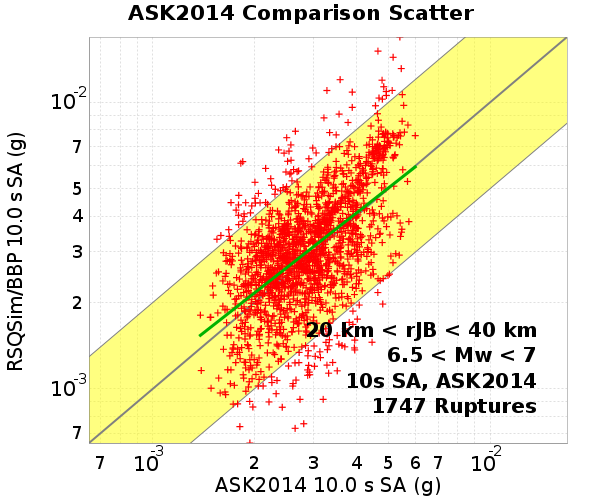 ASK2014 Comparison Scatter
RSQSim/BBP 10.0 s SA (g)
10-2
7
5
4
3
2
10-3
7
20 km < rJB < 40 km
6.5 < Mw < 7
10s SA, ASK2014
1747 Ruptures
7 10-3 2 3 4 5 6 7 10-2
ASK2014 10.0 s SA (g)